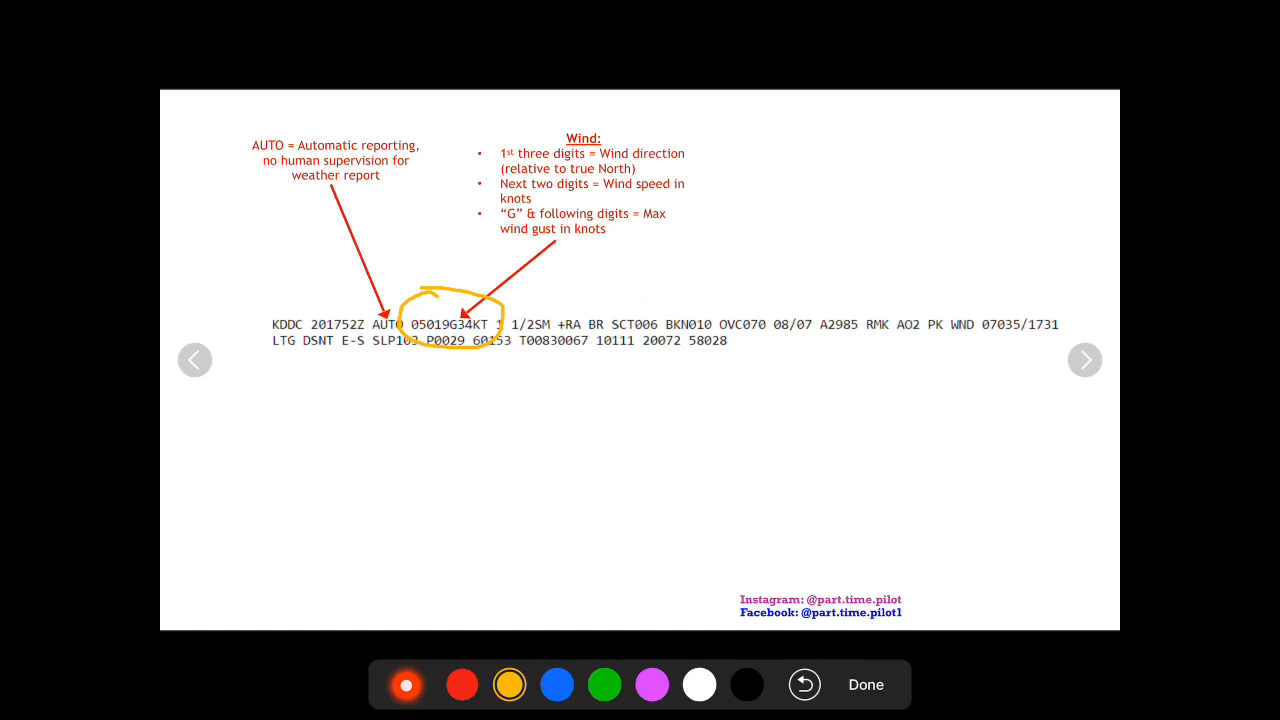 AUTO = Automatic reporting,
no human supervision for
weather report
Wind:
• 1st three digits = Wind direction
(relative to true North)
• Next two digits = Wind speed in
knots
• “G” & following digits = Max
wind gust in knots
KDDC 201752Z AUTO 05019G34KT 1 1/2SM +RA BR SCT006 BKN010 OVC070 08/07 A2985 RMK AO2 PK WND 07035/1731
LTG DSNT E-S SLP103 P0029 60153 T00830067 10111 20072 58028
Instagram: @part.time.pilot
Facebook: @part.time.pilot1
Done